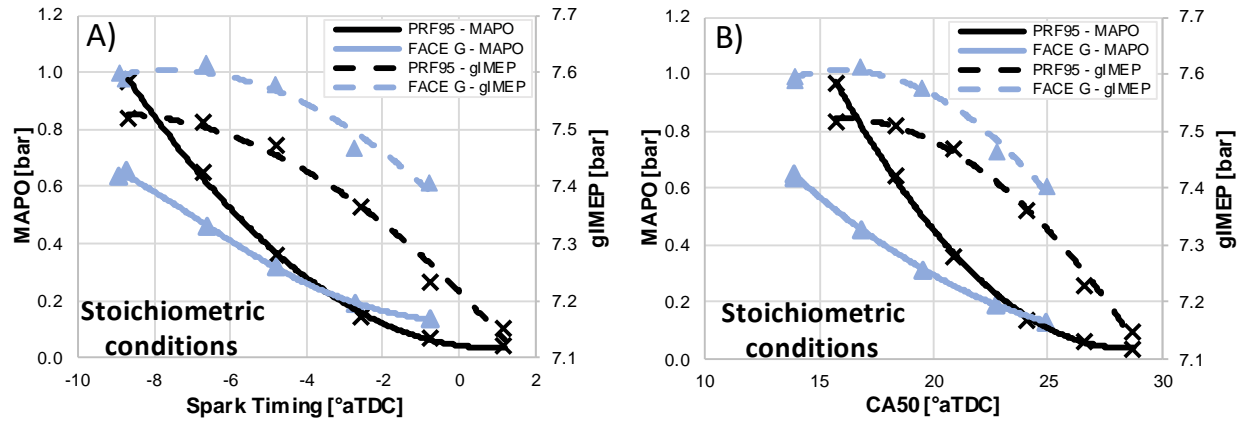 A)
PRF95 - MAPO
FACE G - MAPO
PRF95 - gIMEP
FACE G - gIMEP
1.2
1.0
0.8
0.6
0.4
0.2
0.0
MAPO [bar]
7.7
7.6
7.5
7.4
7.3
7.2
7.1
gIMEP [bar]
Stoichiometric
conditions
-10 -8 -6 -4 -2 0 2
Spark Timing [°aTDC]
B)
PRF95 - MAPO
FACE G - MAPO
PRF95 - gIMEP
FACE G - gIMEP
1.2
1.0
0.8
0.6
0.4
0.2
0.0
MAPO [bar]
7.7
7.6
7.5
7.4
7.3
7.2
7.1
gIMEP [bar]
Stoichiometric
conditions
10 15 20 25 30
CA50 [°aTDC]